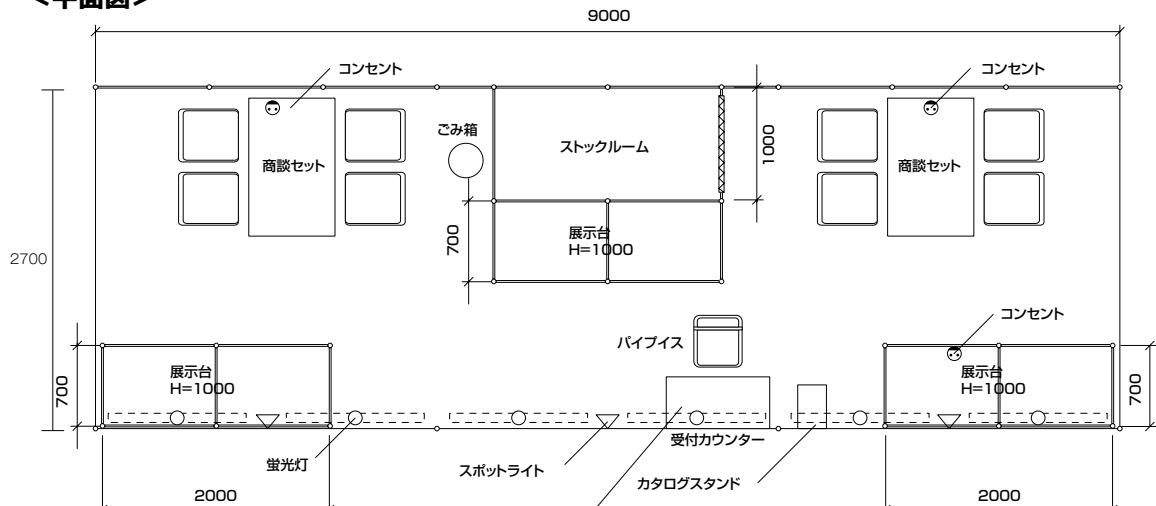 <平面図>
9000
コンセント
コンセント
ごみ箱
ストックルーム
1000
商談セット
商談セット
700
展示台
H=1000
2700
コンセント
パイプイス
展示台
H=1000
700
展示台
H=1000
700
受付カウンター
蛍光灯
スポットライト
カタログスタンド
2000
2000